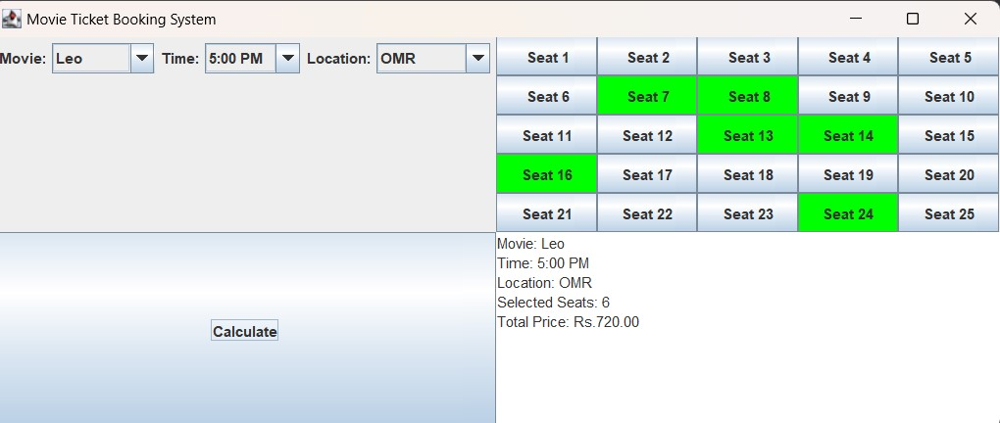 Movie Ticket Booking System
Movie: Leo Time: 5:00 PM Location: OMR
Seat 1 Seat 2 Seat 3 Seat 4 Seat 5
Seat 6 Seat 7 Seat 8 Seat 9 Seat 10
Seat 11 Seat 12 Seat 13 Seat 14 Seat 15
Seat 16 Seat 17 Seat 18 Seat 19 Seat 20
Seat 21 Seat 22 Seat 23 Seat 24 Seat 25
Calculate
Movie: Leo
Time: 5:00 PM
Location: OMR
Selected Seats: 6
Total Price: Rs.720.00